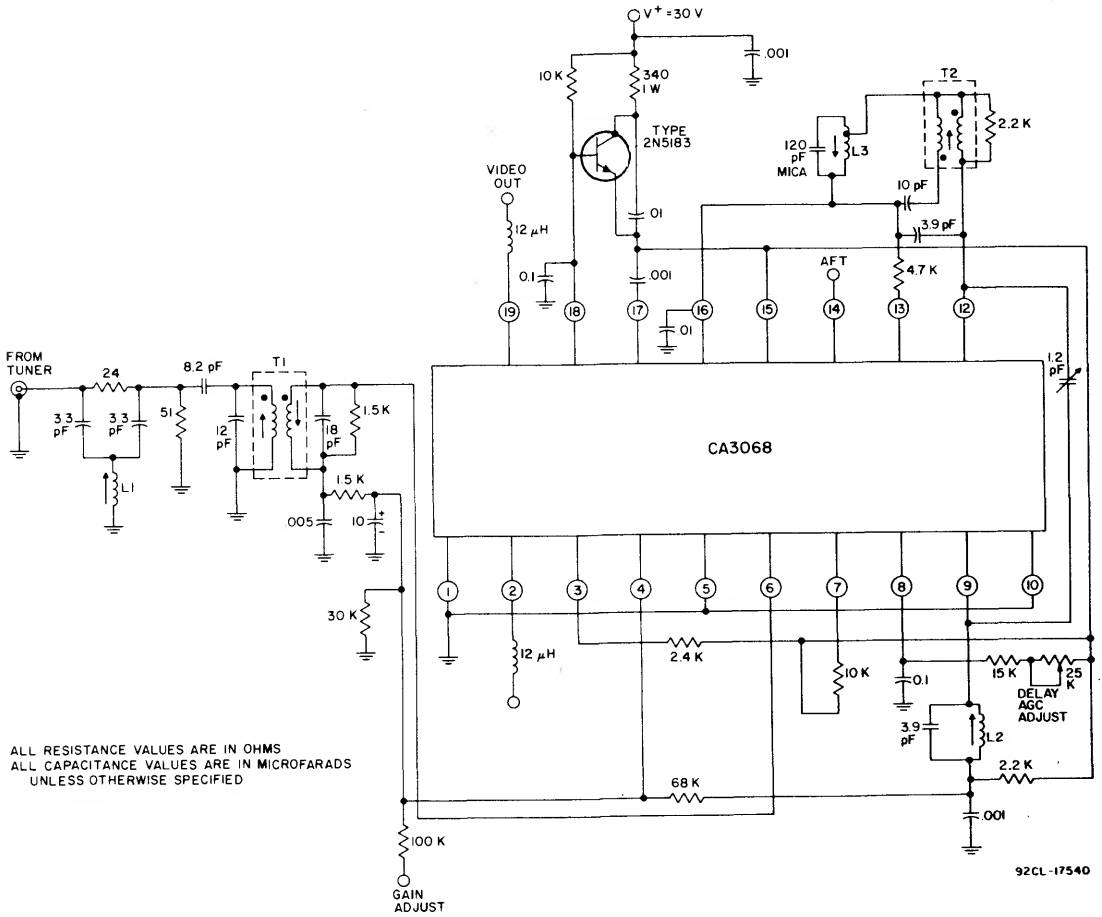 V+ = 30 V
.001
10 K
340
1 W
TYPE
2N5183
T2
2.2 K
120
pF
MICA
L3
10 pF
3.9 pF
VIDEO
OUT
12 μH
.01
0.1
.001
AFT
4.7 K
.01
19
18
17
16
15
14
13
12
1.2
pF
FROM
TUNER
24
8.2 pF
T1
3.3
pF
3.3
pF
51
12
pF
18
pF
1.5 K
L1
1.5 K
.005
10
+
-
CA3068
1
2
3
4
5
6
7
8
9
10
30 K
12 μH
2.4 K
10 K
0.1
15 K
25
K
DELAY
AGC
ADJUST
3.9
pF
L2
2.2 K
68 K
.001
100 K
GAIN
ADJUST
ALL RESISTANCE VALUES ARE IN OHMS
ALL CAPACITANCE VALUES ARE IN MICROFARADS
UNLESS OTHERWISE SPECIFIED
92CL-17540